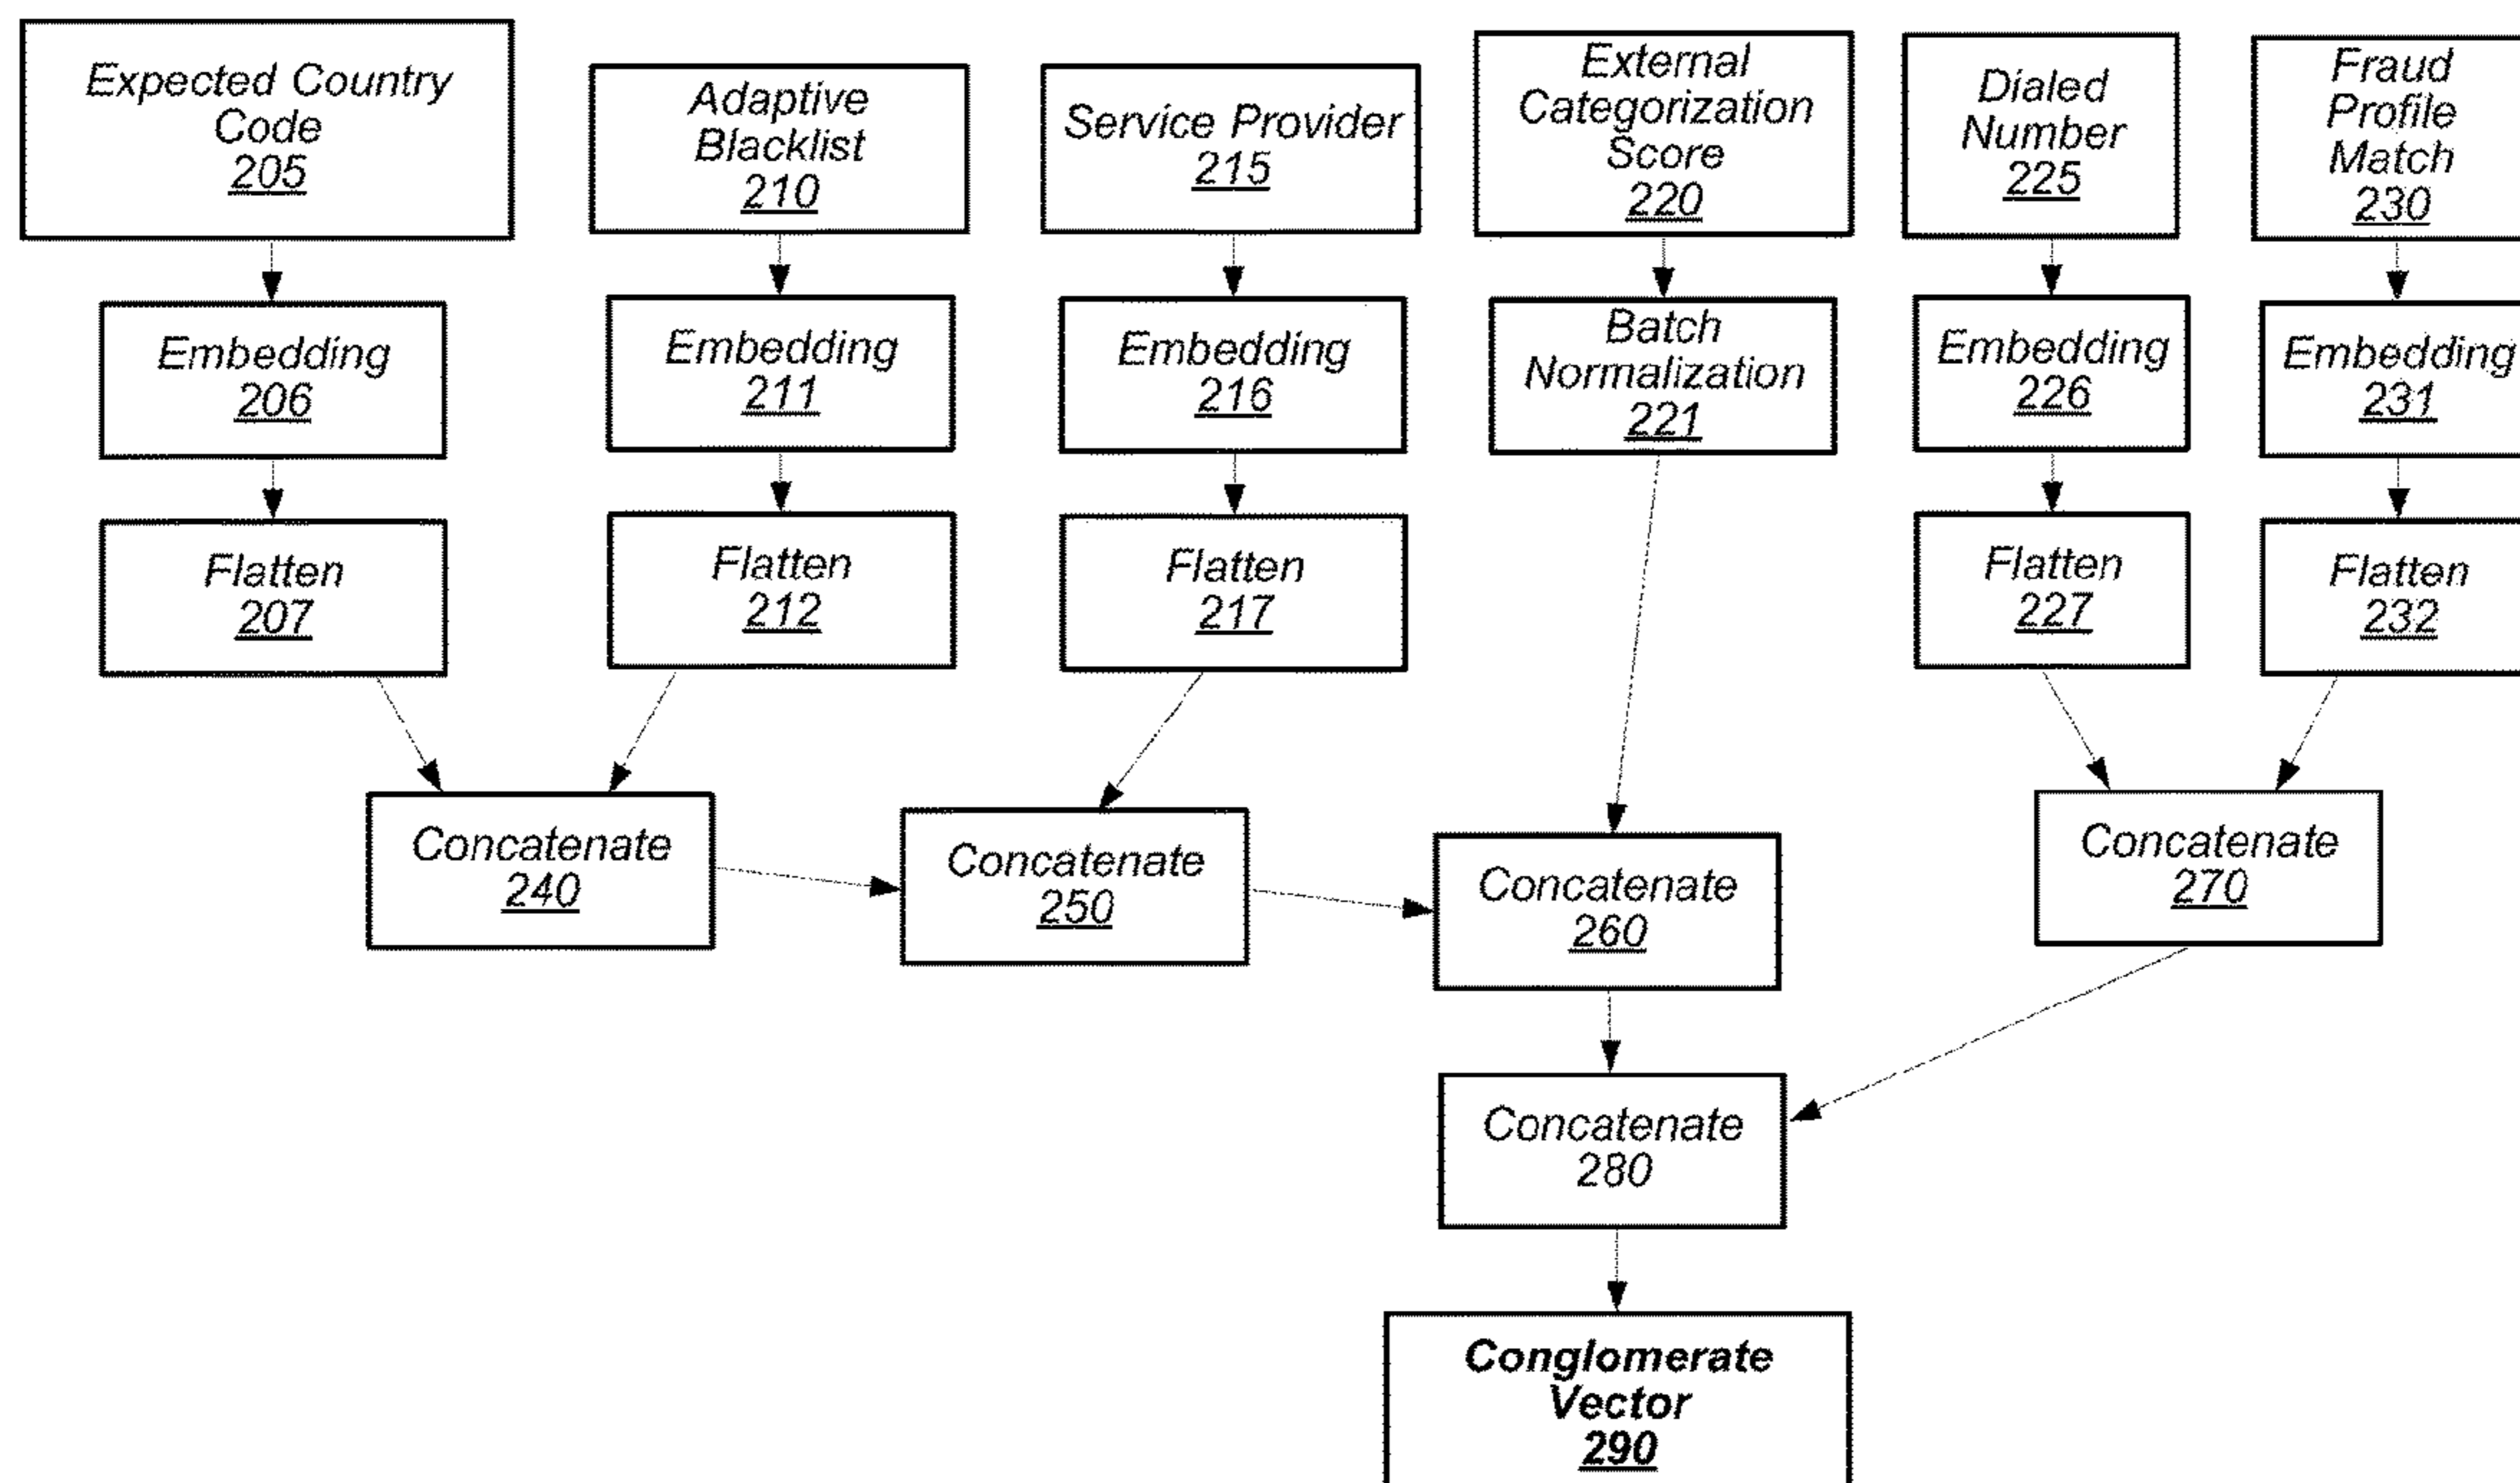 Expected Country
Code
205
Adaptive
Blacklist
210
Service Provider
215
External
Categorization
Score
220
Dialed
Number
225
Fraud
Profile
Match
230
Embedding
206
Embedding
211
Embedding
216
Batch
Normalization
221
Embedding
226
Embedding
231
Flatten
207
Flatten
212
Flatten
217
Flatten
227
Flatten
232
Concatenate
240
Concatenate
250
Concatenate
260
Concatenate
270
Concatenate
280
Conglomerate
Vector
290